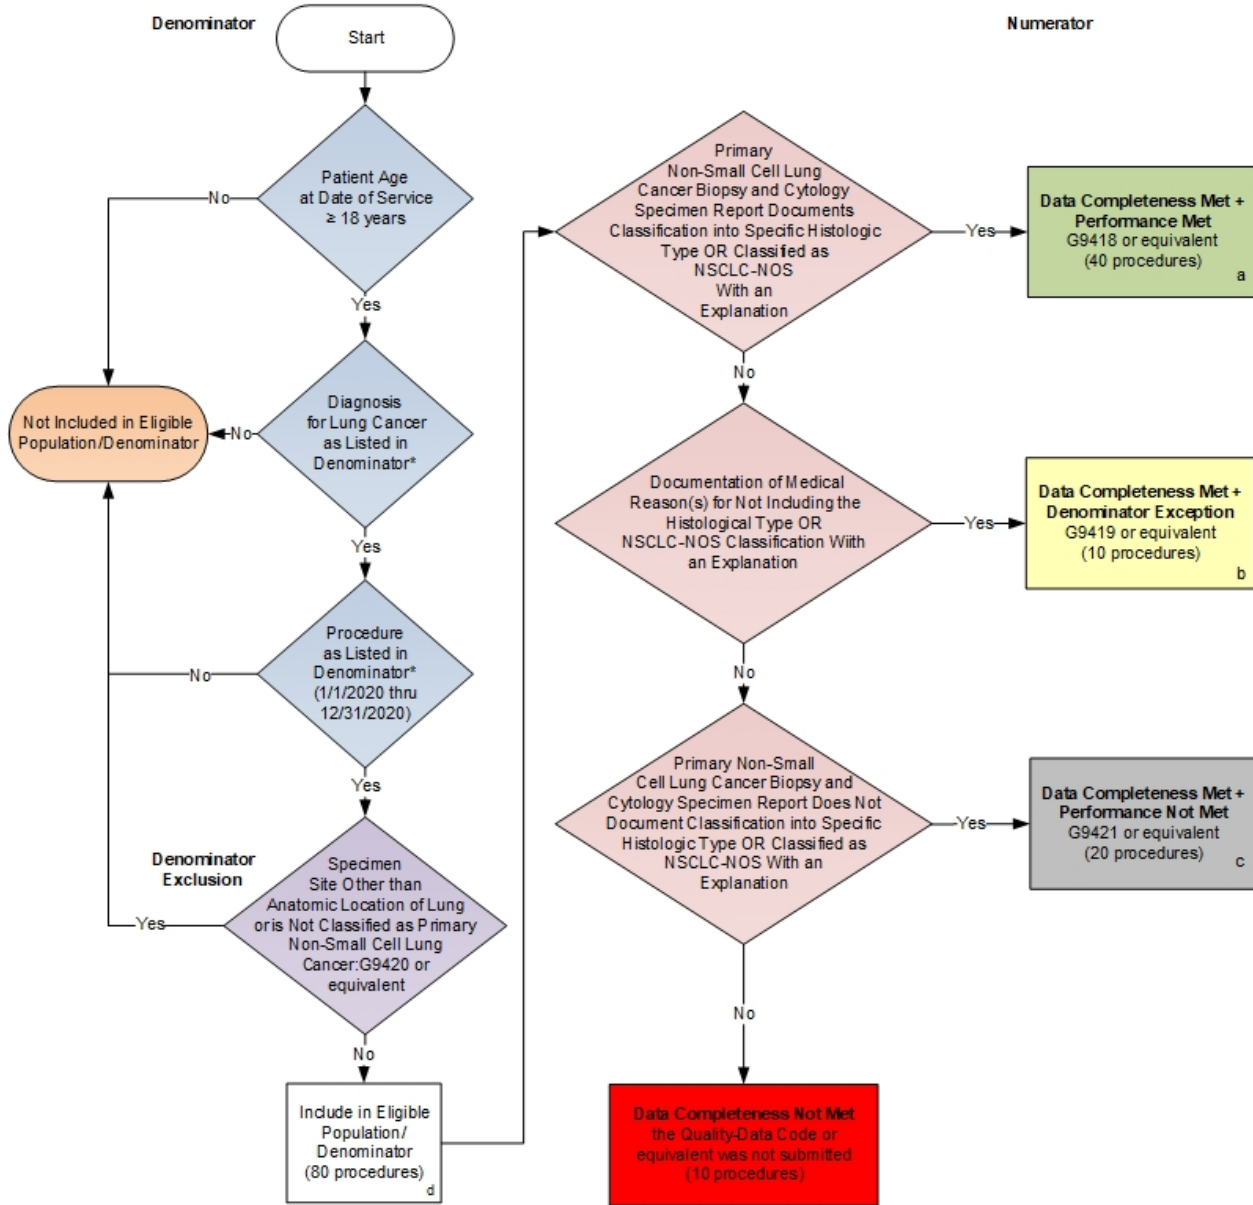 Denominator
Start
Numerator
Patient Age
at Date of Service
≥ 18 years
No
Yes
Diagnosis
for Lung Cancer
as Listed in
Denominator*
No
Not Included in Eligible
Population/Denominator
Yes
Procedure
as Listed in
Denominator*
(1/1/2020 thru
12/31/2020)
No
Yes
Denominator
Exclusion
Specimen
Site Other than
Anatomic Location of Lung
or is Not Classified as Primary
Non-Small Cell Lung
Cancer:G9420 or
equivalent
Yes
No
Include in Eligible
Population/
Denominator
(80 procedures)
d
Primary
Non-Small Cell Lung
Cancer Biopsy and Cytology
Specimen Report Documents
Classification into Specific Histologic
Type OR Classified as
NSCLC-NOS
With an
Explanation
Yes
Data Completeness Met +
Performance Met
G9418 or equivalent
(40 procedures)
a
No
Documentation of Medical
Reason(s) for Not Including the
Histological Type OR
NSCLC-NOS Classification Wiith
an Explanation
Yes
Data Completeness Met +
Denominator Exception
G9419 or equivalent
(10 procedures)
b
No
Primary Non-Small
Cell Lung Cancer Biopsy and
Cytology Specimen Report Does Not
Document Classification into Specific
Histologic Type OR Classified as
NSCLC-NOS With an
Explanation
Yes
Data Completeness Met +
Performance Not Met
G9421 or equivalent
(20 procedures)
c
No
Data Completeness Not Met
the Quality-Data Code or
equivalent was not submitted
(10 procedures)